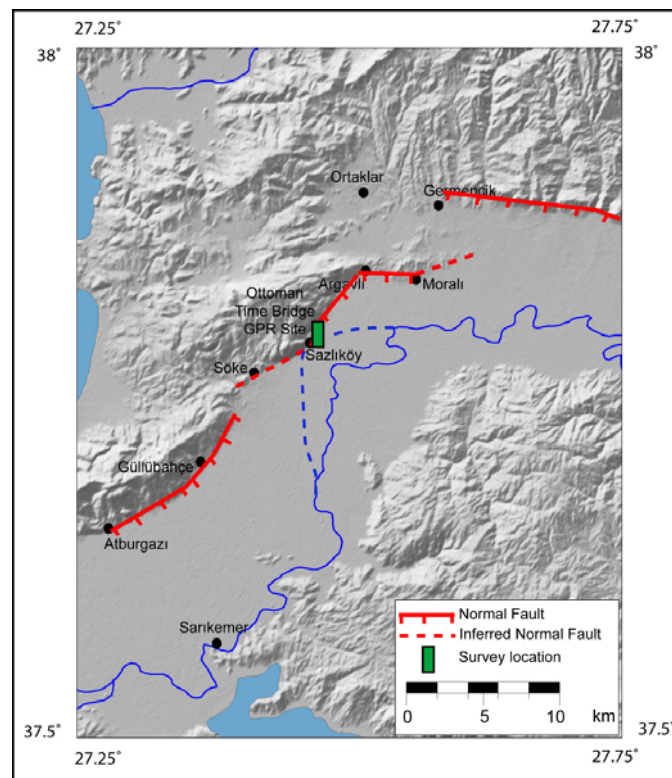 27.25° 27.75°
38° 38°
Ortaklar
Germencik
Argavlı
Moralı
Ottoman
Time Bridge
GPR Site
Sazlıköy
Söke
Güllübahçe
Atburgazı
Sarıkemer
Normal Fault
Inferred Normal Fault
Survey location
0 5 10 km
37.5° 37.5°
27.25° 27.75°